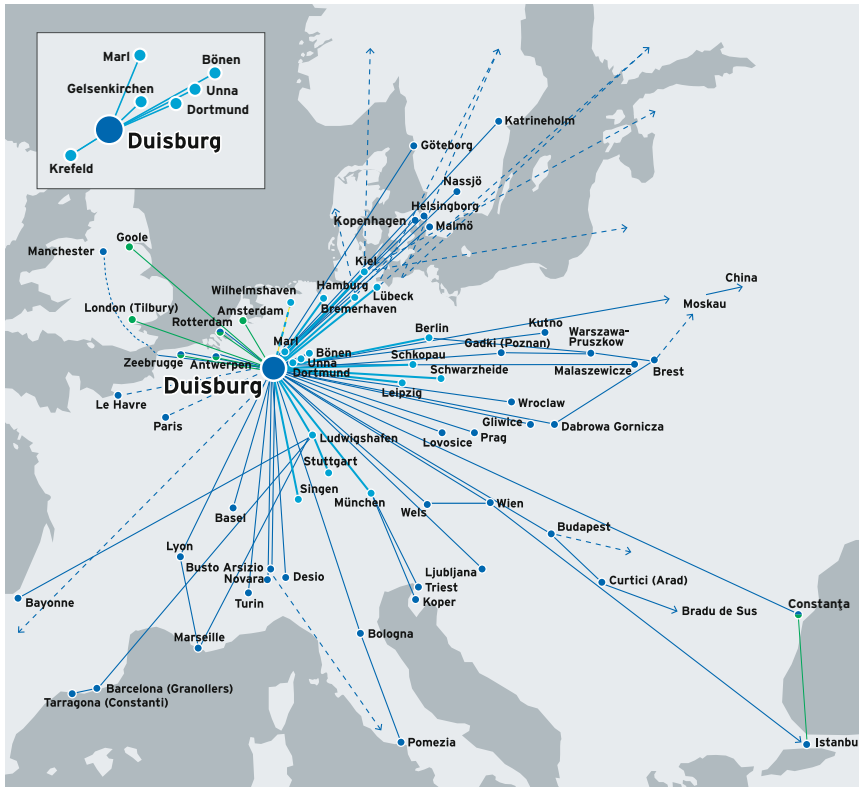 Marl
Bönen
Gelsenkirchen
Unna
Dortmund
Duisburg
Krefeld
Katrineholm
Göteborg
Nassjö
Helsingborg
Kopenhagen
Malmö
Goole
Manchester
Kiel
China
Wilhelmshaven
Hamburg
Lübeck
Moskau
London (Tilbury)
Amsterdam
Bremerhaven
Rotterdam
Berlin
Kutno
Warszawa-
Pruszkow
Marl
Gadki (Poznan)
Bönen
Schkopau
Zeebrugge
Antwerpen
Unna
Dortmund
Schwarzheide
Malaszewicze
Brest
Duisburg
Leipzig
Le Havre
Wroclaw
Paris
Gliwice
Dabrowa Gornicza
Ludwigshafen
Lovosice
Prag
Stuttgart
Singen
München
Wels
Wien
Basel
Budapest
Lyon
Busto Arsizio
Novara
Desio
Ljubljana
Triest
Curtici (Arad)
Turin
Koper
Bayonne
Constanţa
Bradu de Sus
Marseille
Bologna
Barcelona (Granollers)
Tarragona (Constanti)
Pomezia
Istanbu